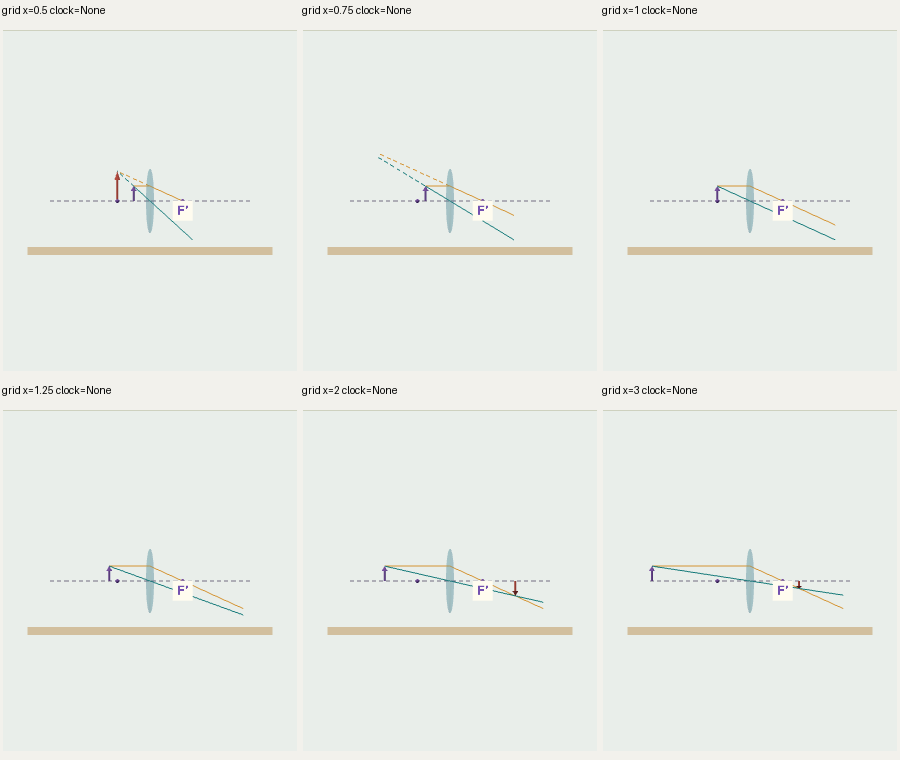 grid x=0.5 clock=None
grid x=0.75 clock=None
grid x=1 clock=None
F′
F′
F′
grid x=1.25 clock=None
grid x=2 clock=None
grid x=3 clock=None
F′
F′
F′